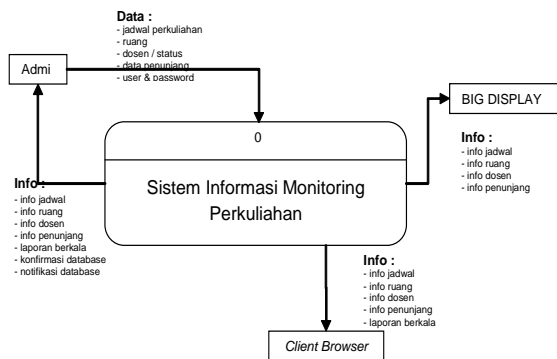 Data :
- jadwal perkuliahan
- ruang
- dosen / status
- data penunjang
- user & password
Admi
BIG DISPLAY
0
Sistem Informasi Monitoring
Perkuliahan
Info :
- info jadwal
- info ruang
- info dosen
- info penunjang
Info :
- info jadwal
- info ruang
- info dosen
- info penunjang
- laporan berkala
- konfirmasi database
- notifikasi database
Info :
- info jadwal
- info ruang
- info dosen
- info penunjang
- laporan berkala
Client Browser